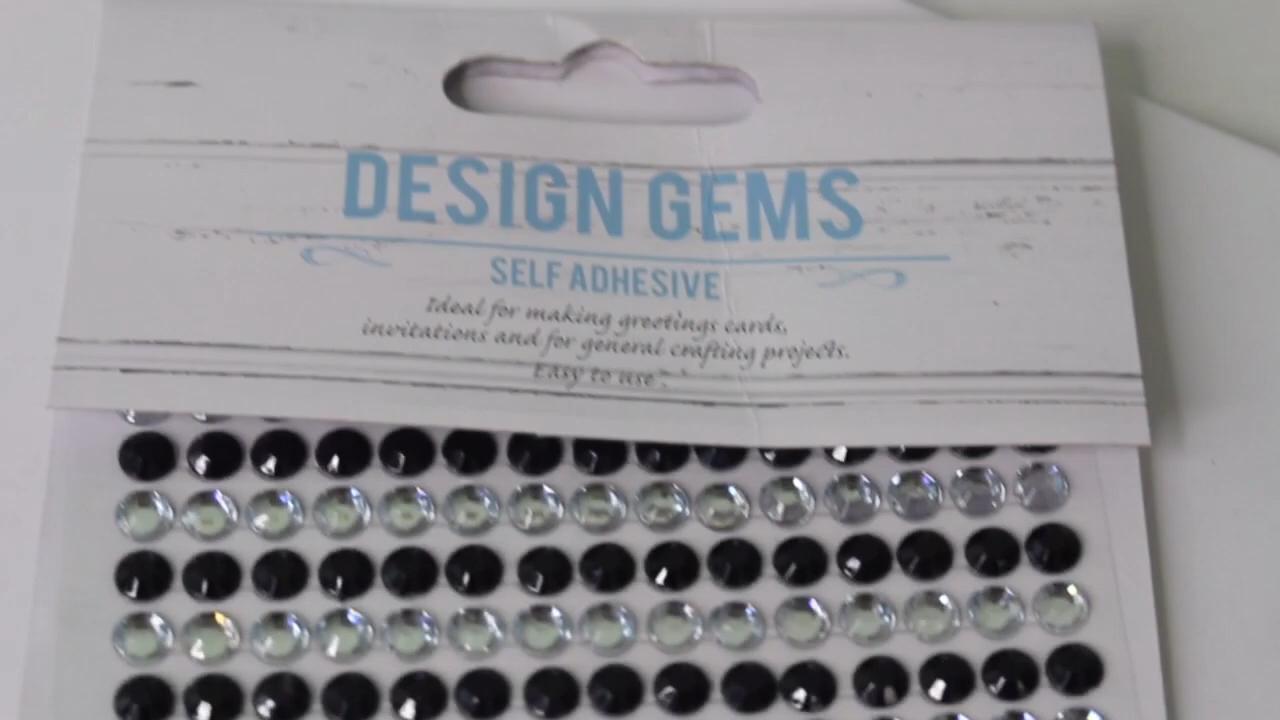 DESIGN GEMS
SELF ADHESIVE
Ideal for making greetings cards,
invitations and for general crafting projects.
Easy to use.